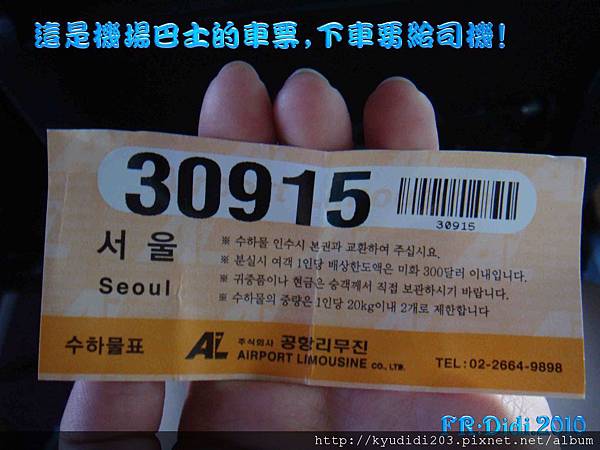 這是機場巴士的車票,下車要給司機!
30915
30915
서울
Seoul
※ 수하물 인수시 본권과 교환하여 주십시요.
※ 분실시 여객 1인당 배상한도액은 미화 300달러 이내입니다.
※ 귀중품이나 현금은 승객께서 직접 보관하시기 바랍니다.
※ 수하물의 중량은 1인당 20kg이내 2개로 제한합니다
수하물표
AL 주식회사 공항리무진
AIRPORT LIMOUSINE CO., LTD.
TEL: 02-2664-9898
FR:Didi.2010
http://kyudidi203.pixnet.net/album